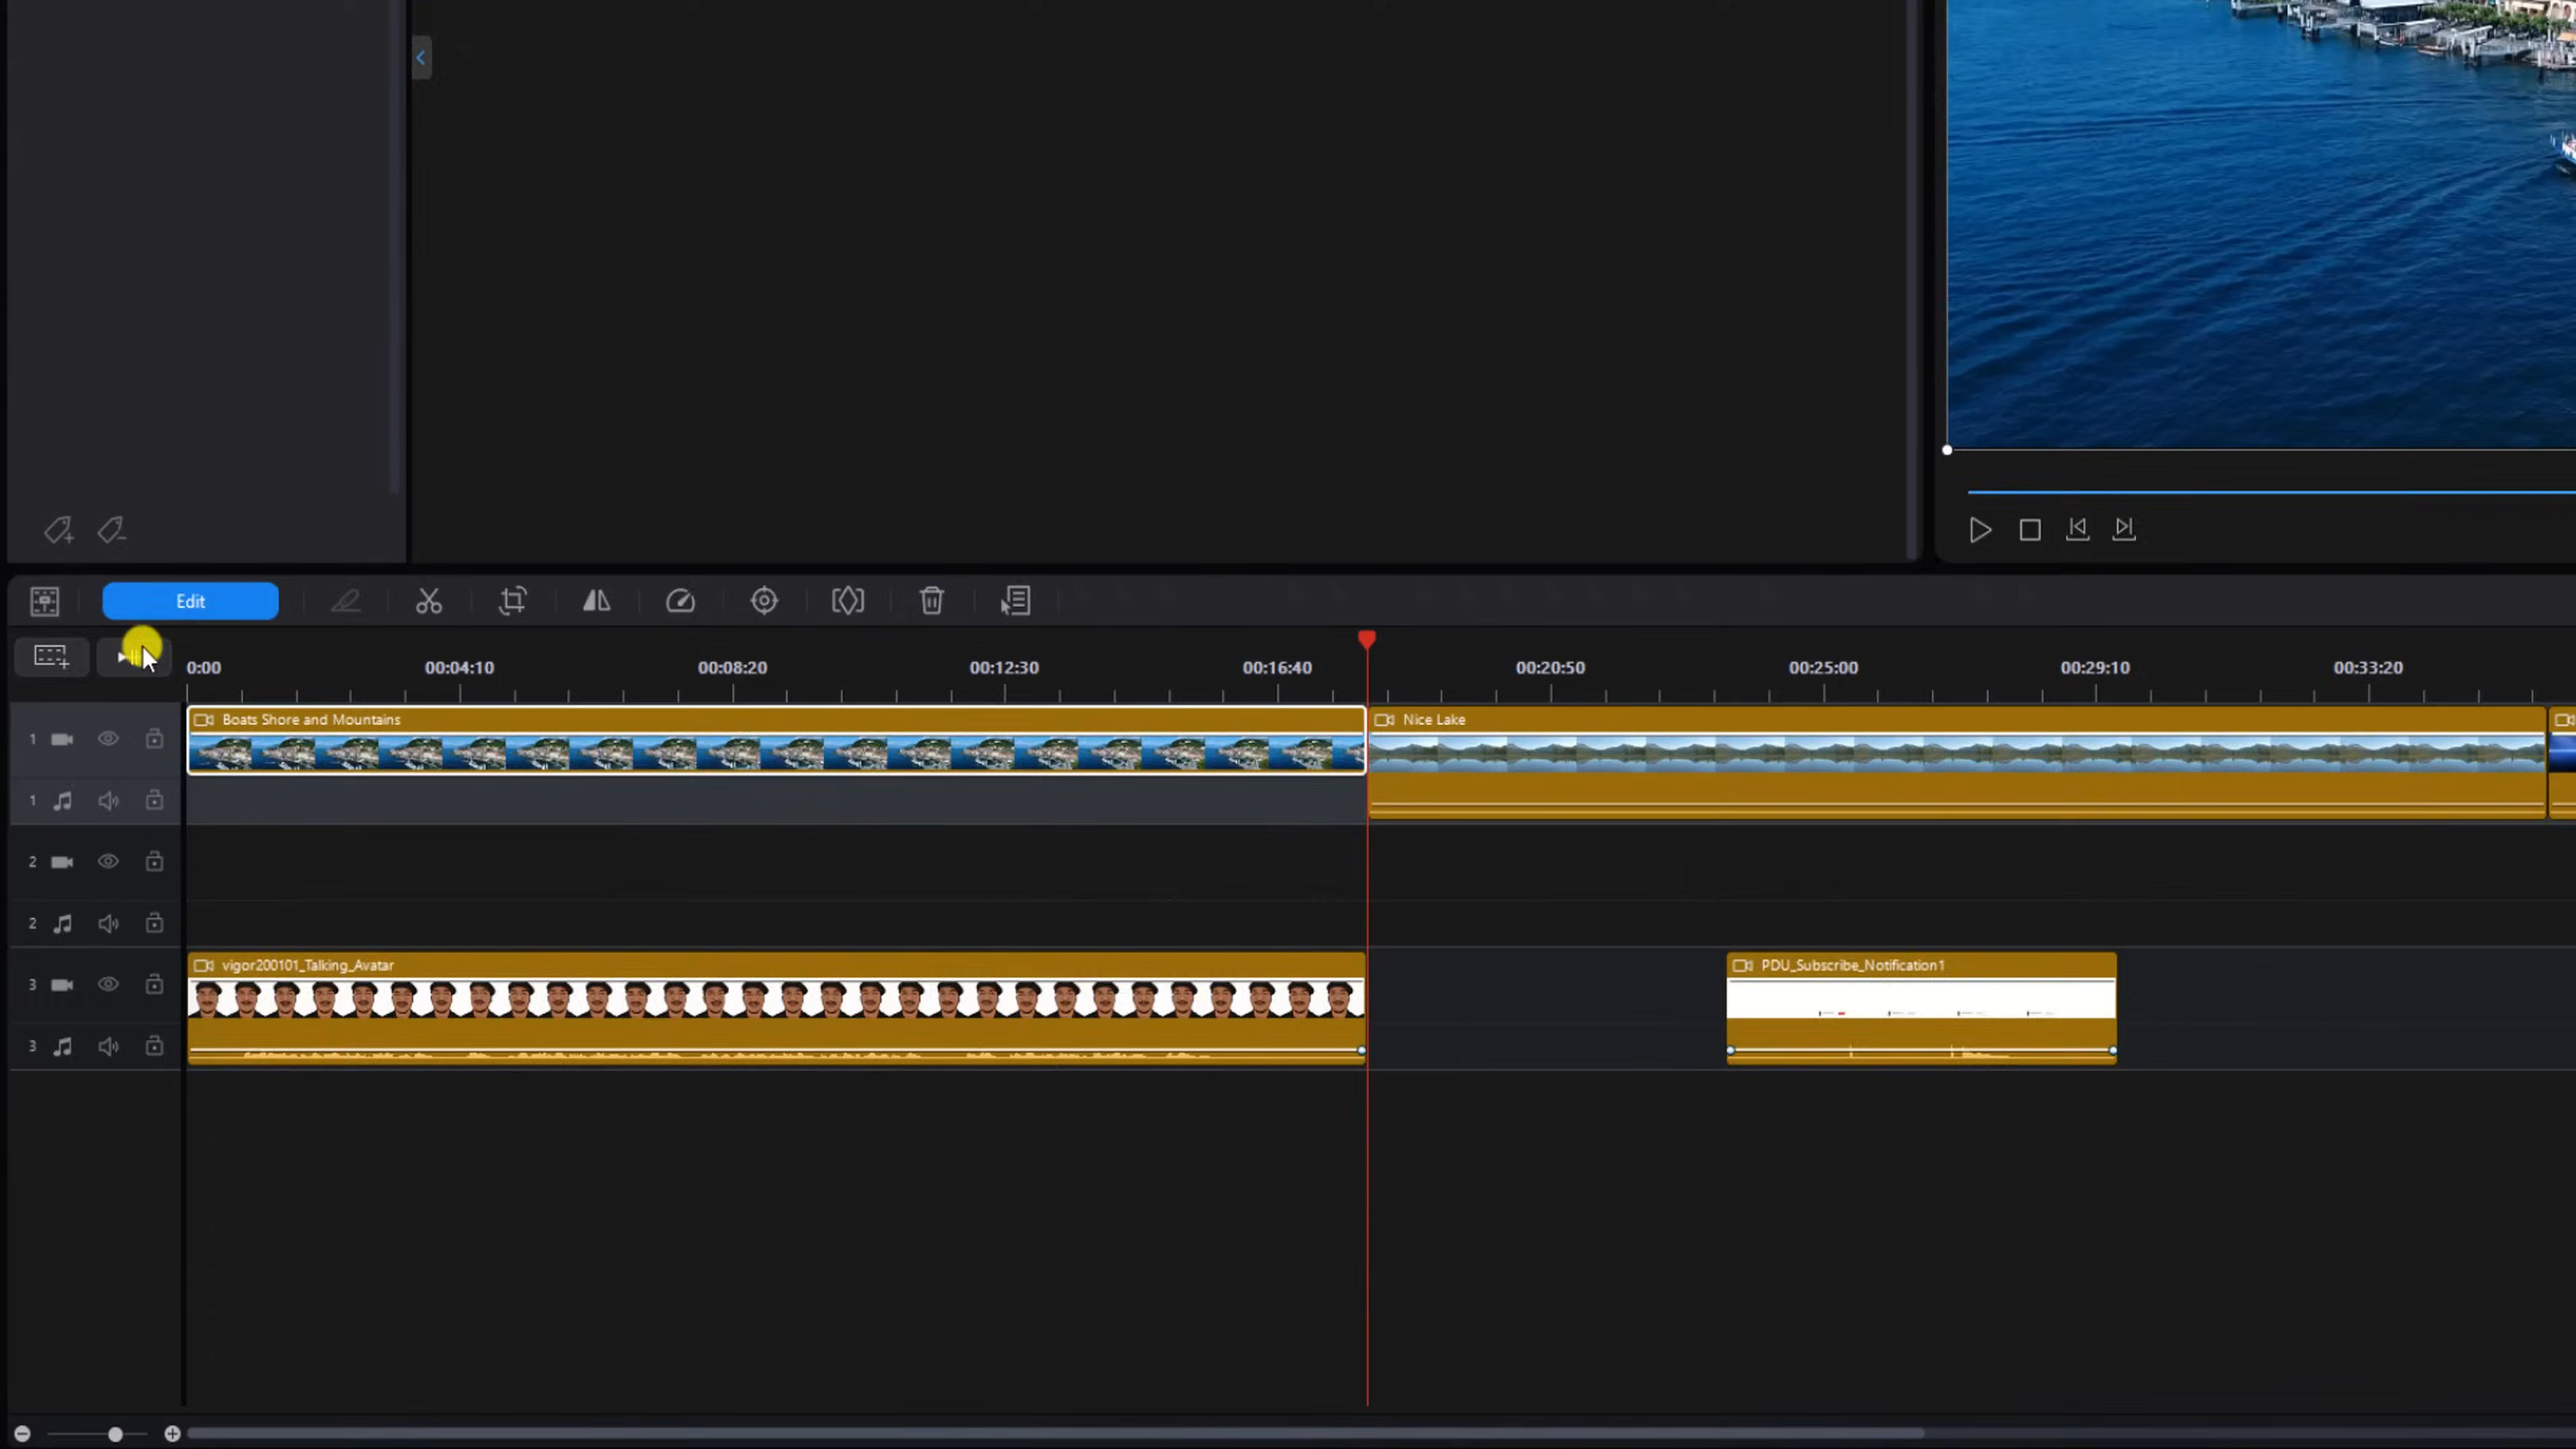 Edit
0:00 00:04:10 00:08:20 00:12:30 00:16:40 00:20:50 00:25:00 00:29:10 00:33:20
1 Boats Shore and Mountains Nice Lake
1
2
2
3 vigor200101_Talking_Avatar PDU_Subscribe_Notification1
3